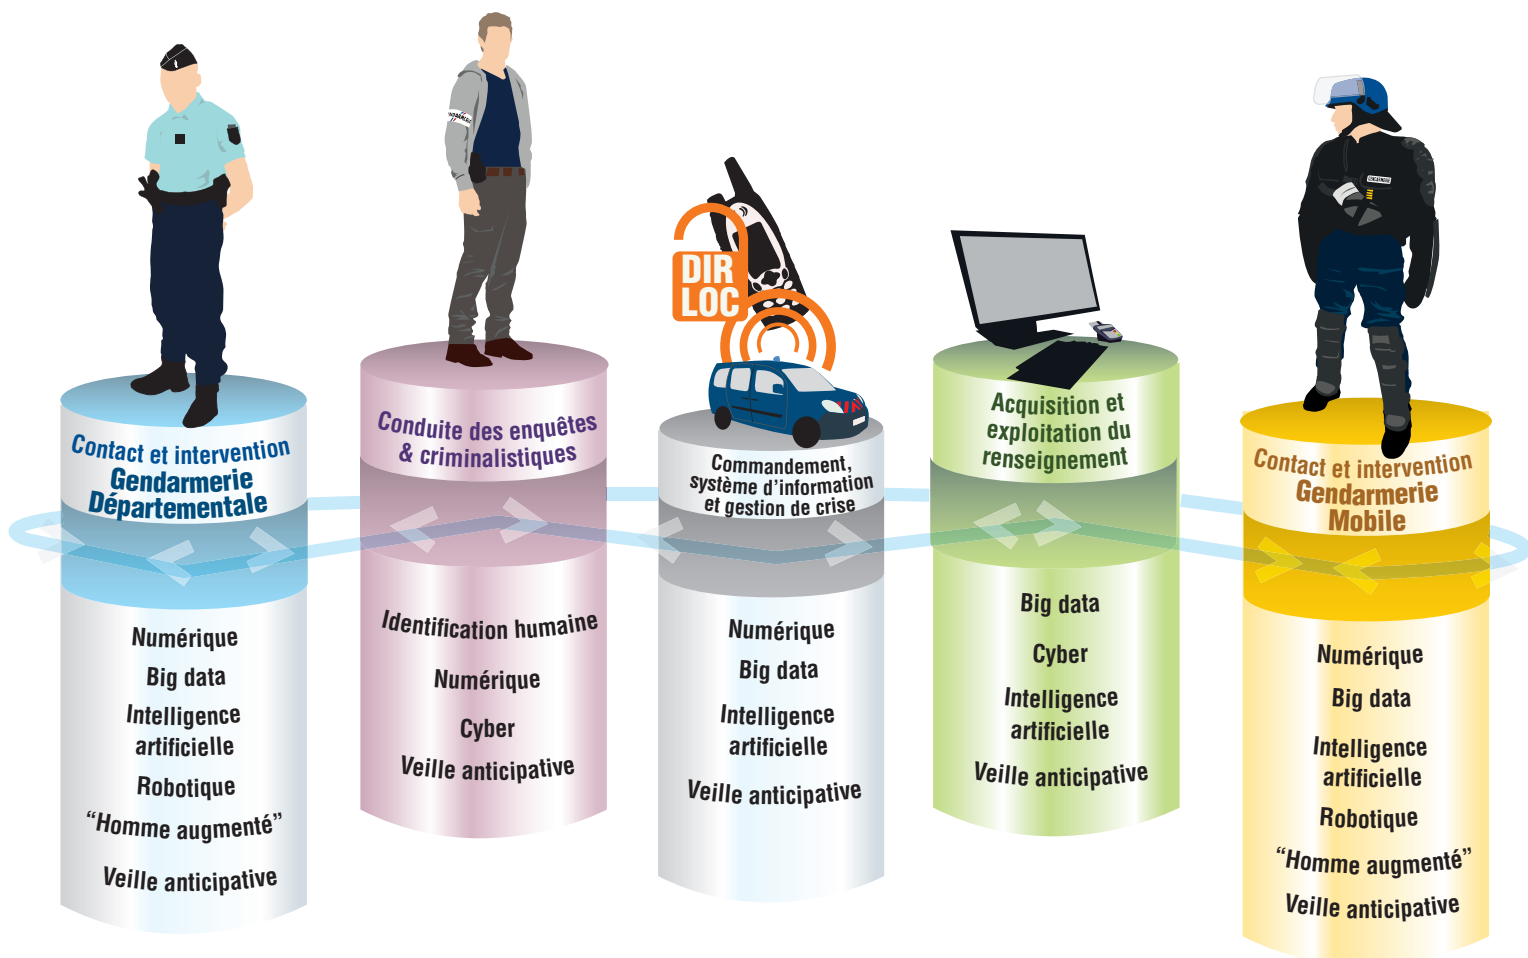 DIR
LOC
GENDARMERIE
GENDARMERIE
Contact et intervention
Gendarmerie
Départementale
Numérique
Big data
Intelligence
artificielle
Robotique
“Homme augmenté”
Veille anticipative
Conduite des enquêtes
& criminalistiques
Identification humaine
Numérique
Cyber
Veille anticipative
Commandement,
système d’information
et gestion de crise
Numérique
Big data
Intelligence
artificielle
Veille anticipative
Acquisition et
exploitation du
renseignement
Big data
Cyber
Intelligence
artificielle
Veille anticipative
Contact et intervention
Gendarmerie
Mobile
Numérique
Big data
Intelligence
artificielle
Robotique
“Homme augmenté”
Veille anticipative